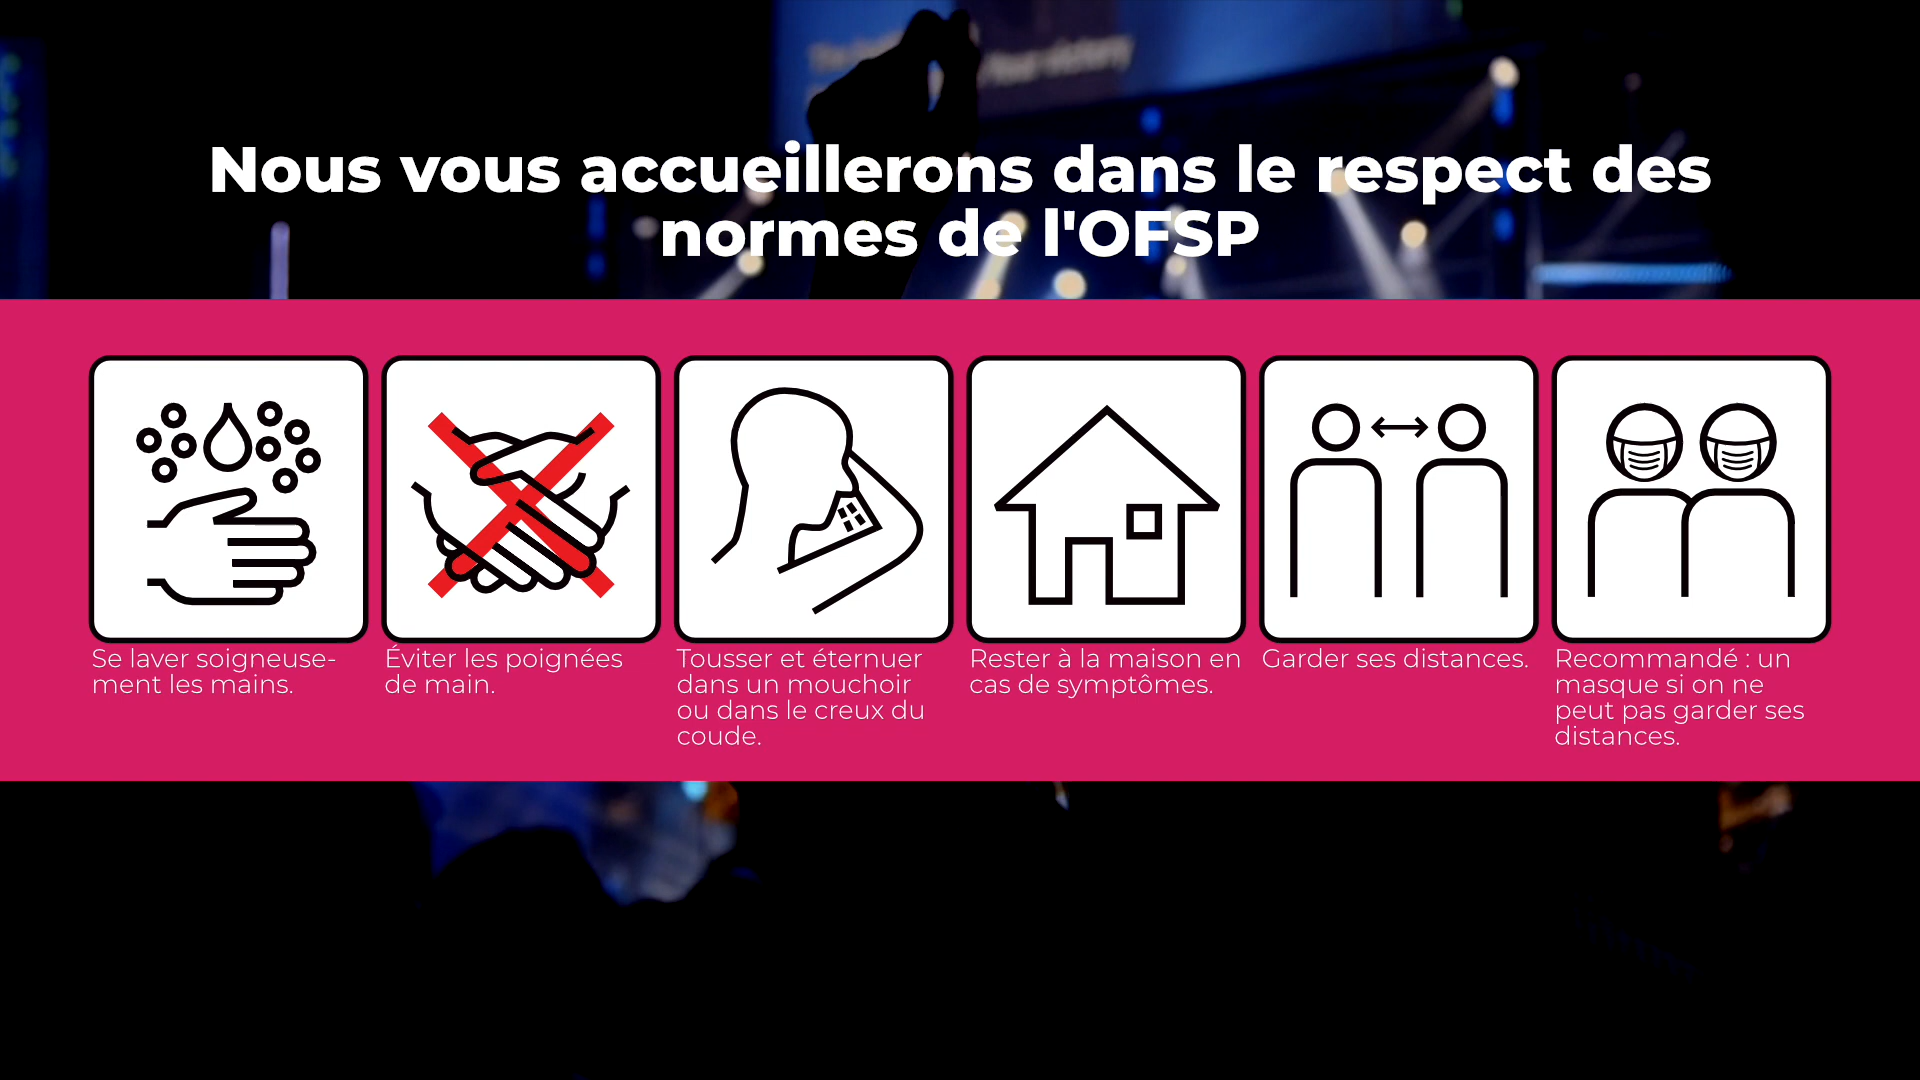 Nous vous accueillerons dans le respect des
normes de l'OFSP
Se laver soigneuse-
ment les mains.
Éviter les poignées
de main.
Tousser et éternuer
dans un mouchoir
ou dans le creux du
coude.
Rester à la maison en
cas de symptômes.
Garder ses distances.
Recommandé : un
masque si on ne
peut pas garder ses
distances.